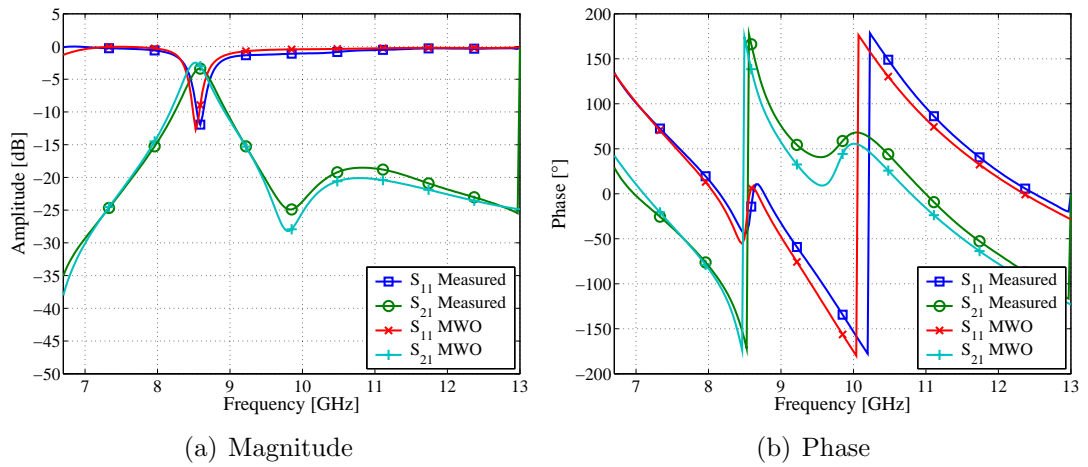 5
0
−5
−10
−15
−20
−25
−30
−35
−40
−45
−50
Amplitude [dB]
7 8 9 10 11 12 13
Frequency [GHz]
S11 Measured
S21 Measured
S11 MWO
S21 MWO
(a) Magnitude
200
150
100
50
0
−50
−100
−150
−200
Phase [°]
7 8 9 10 11 12 13
Frequency [GHz]
S11 Measured
S21 Measured
S11 MWO
S21 MWO
(b) Phase